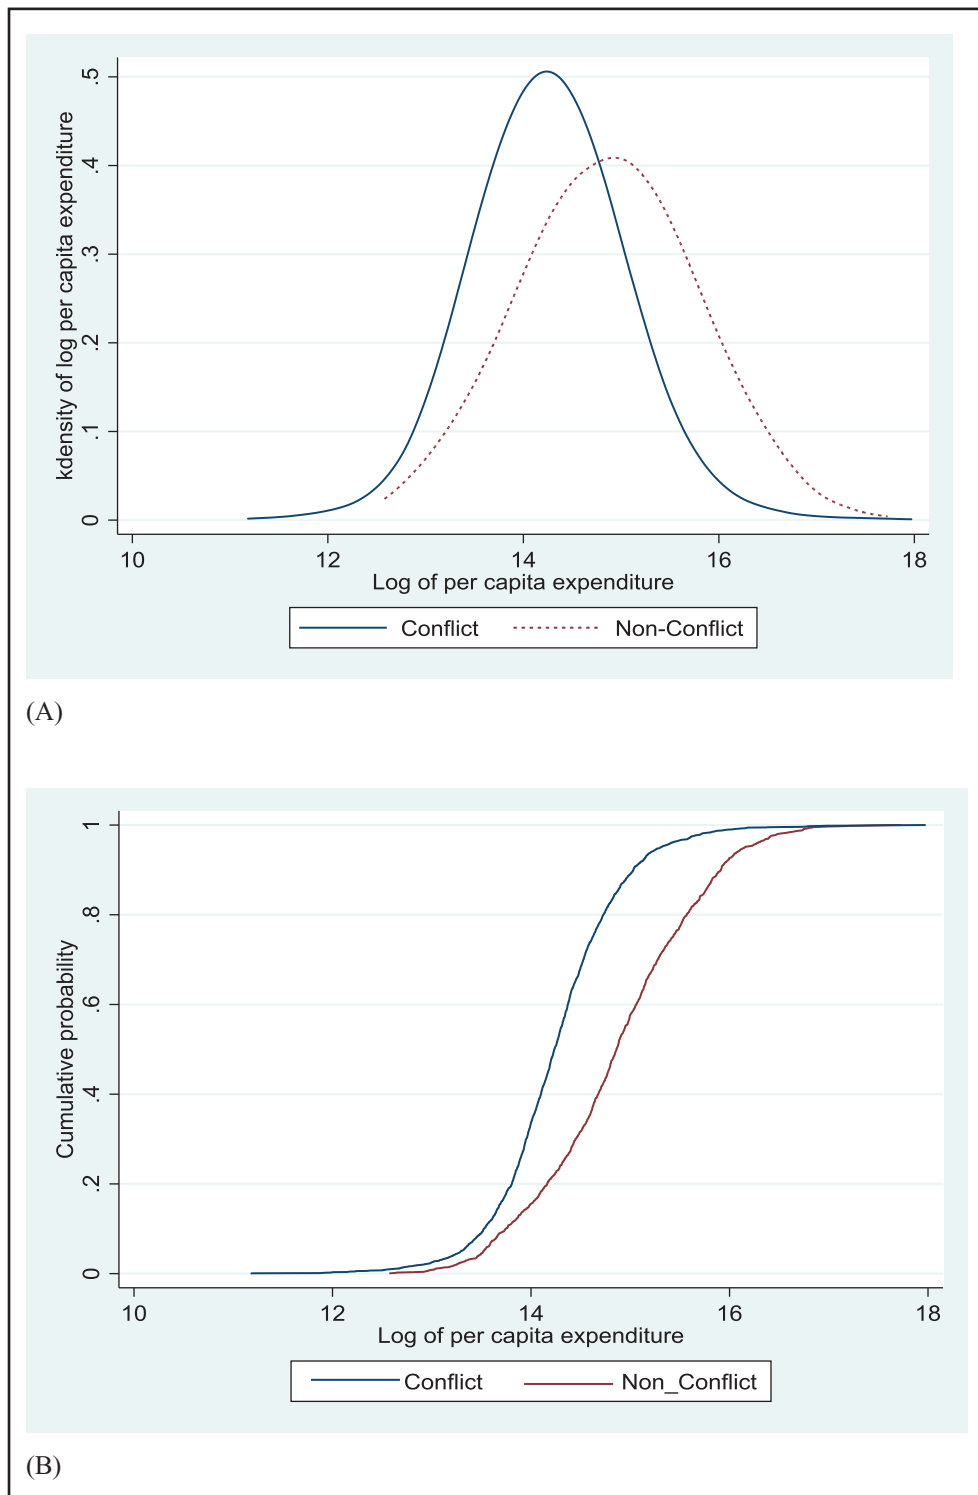 kdensity of log per capita expenditure
.5
.4
.3
.2
.1
0
10 12 14 16 18
Log of per capita expenditure
Conflict Non-Conflict
(A)
Cumulative probability
1
.8
.6
.4
.2
0
10 12 14 16 18
Log of per capita expenditure
Conflict Non_Conflict
(B)